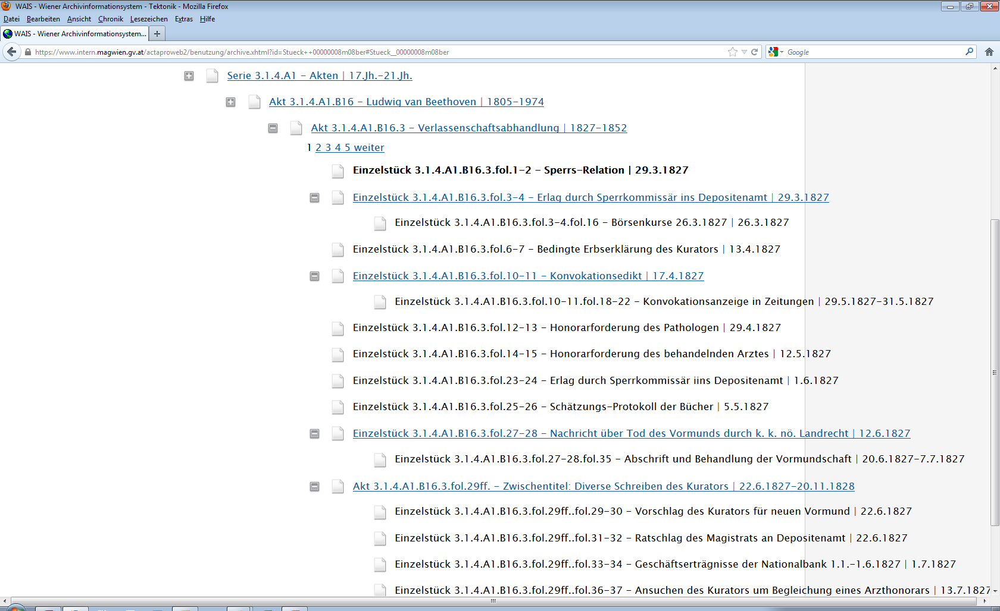 WAIS - Wiener Archivinformationsystem - Tektonik - Mozilla Firefox
Datei Bearbeiten Ansicht Chronik Lesezeichen Extras Hilfe
WAIS - Wiener Archivinformationsystem... +
https://www.intern.magwien.gv.at/actaproweb2/benutzung/archive.xhtml?id=Stueck++00000008m08ber#Stueck__00000008m08ber Google
Serie 3.1.4.A1 - Akten | 17.Jh.-21.Jh.
Akt 3.1.4.A1.B16 - Ludwig van Beethoven | 1805-1974
Akt 3.1.4.A1.B16.3 - Verlassenschaftsabhandlung | 1827-1852
1 2 3 4 5 weiter
Einzelstück 3.1.4.A1.B16.3.fol.1-2 - Sperrs-Relation | 29.3.1827
Einzelstück 3.1.4.A1.B16.3.fol.3-4 - Erlag durch Sperrkommissär ins Depositenamt | 29.3.1827
Einzelstück 3.1.4.A1.B16.3.fol.3-4.fol.16 - Börsenkurse 26.3.1827 | 26.3.1827
Einzelstück 3.1.4.A1.B16.3.fol.6-7 - Bedingte Erbserklärung des Kurators | 13.4.1827
Einzelstück 3.1.4.A1.B16.3.fol.10-11 - Konvokationsedikt | 17.4.1827
Einzelstück 3.1.4.A1.B16.3.fol.10-11.fol.18-22 - Konvokationsanzeige in Zeitungen | 29.5.1827-31.5.1827
Einzelstück 3.1.4.A1.B16.3.fol.12-13 - Honorarforderung des Pathologen | 29.4.1827
Einzelstück 3.1.4.A1.B16.3.fol.14-15 - Honorarforderung des behandelnden Arztes | 12.5.1827
Einzelstück 3.1.4.A1.B16.3.fol.23-24 - Erlag durch Sperrkommissär iins Depositenamt | 1.6.1827
Einzelstück 3.1.4.A1.B16.3.fol.25-26 - Schätzungs-Protokoll der Bücher | 5.5.1827
Einzelstück 3.1.4.A1.B16.3.fol.27-28 - Nachricht über Tod des Vormunds durch k. k. nö. Landrecht | 12.6.1827
Einzelstück 3.1.4.A1.B16.3.fol.27-28.fol.35 - Abschrift und Behandlung der Vormundschaft | 20.6.1827-7.7.1827
Akt 3.1.4.A1.B16.3.fol.29ff. - Zwischentitel: Diverse Schreiben des Kurators | 22.6.1827-20.11.1828
Einzelstück 3.1.4.A1.B16.3.fol.29ff..fol.29-30 - Vorschlag des Kurators für neuen Vormund | 22.6.1827
Einzelstück 3.1.4.A1.B16.3.fol.29ff..fol.31-32 - Ratschlag des Magistrats an Depositenamt | 22.6.1827
Einzelstück 3.1.4.A1.B16.3.fol.29ff..fol.33-34 - Geschäftserträgnisse der Nationalbank 1.1.-1.6.1827 | 1.7.1827
Einzelstück 3.1.4.A1.B16.3.fol.29ff..fol.36-37 - Ansuchen des Kurators um Begleichung eines Arzthonorars | 13.7.1827